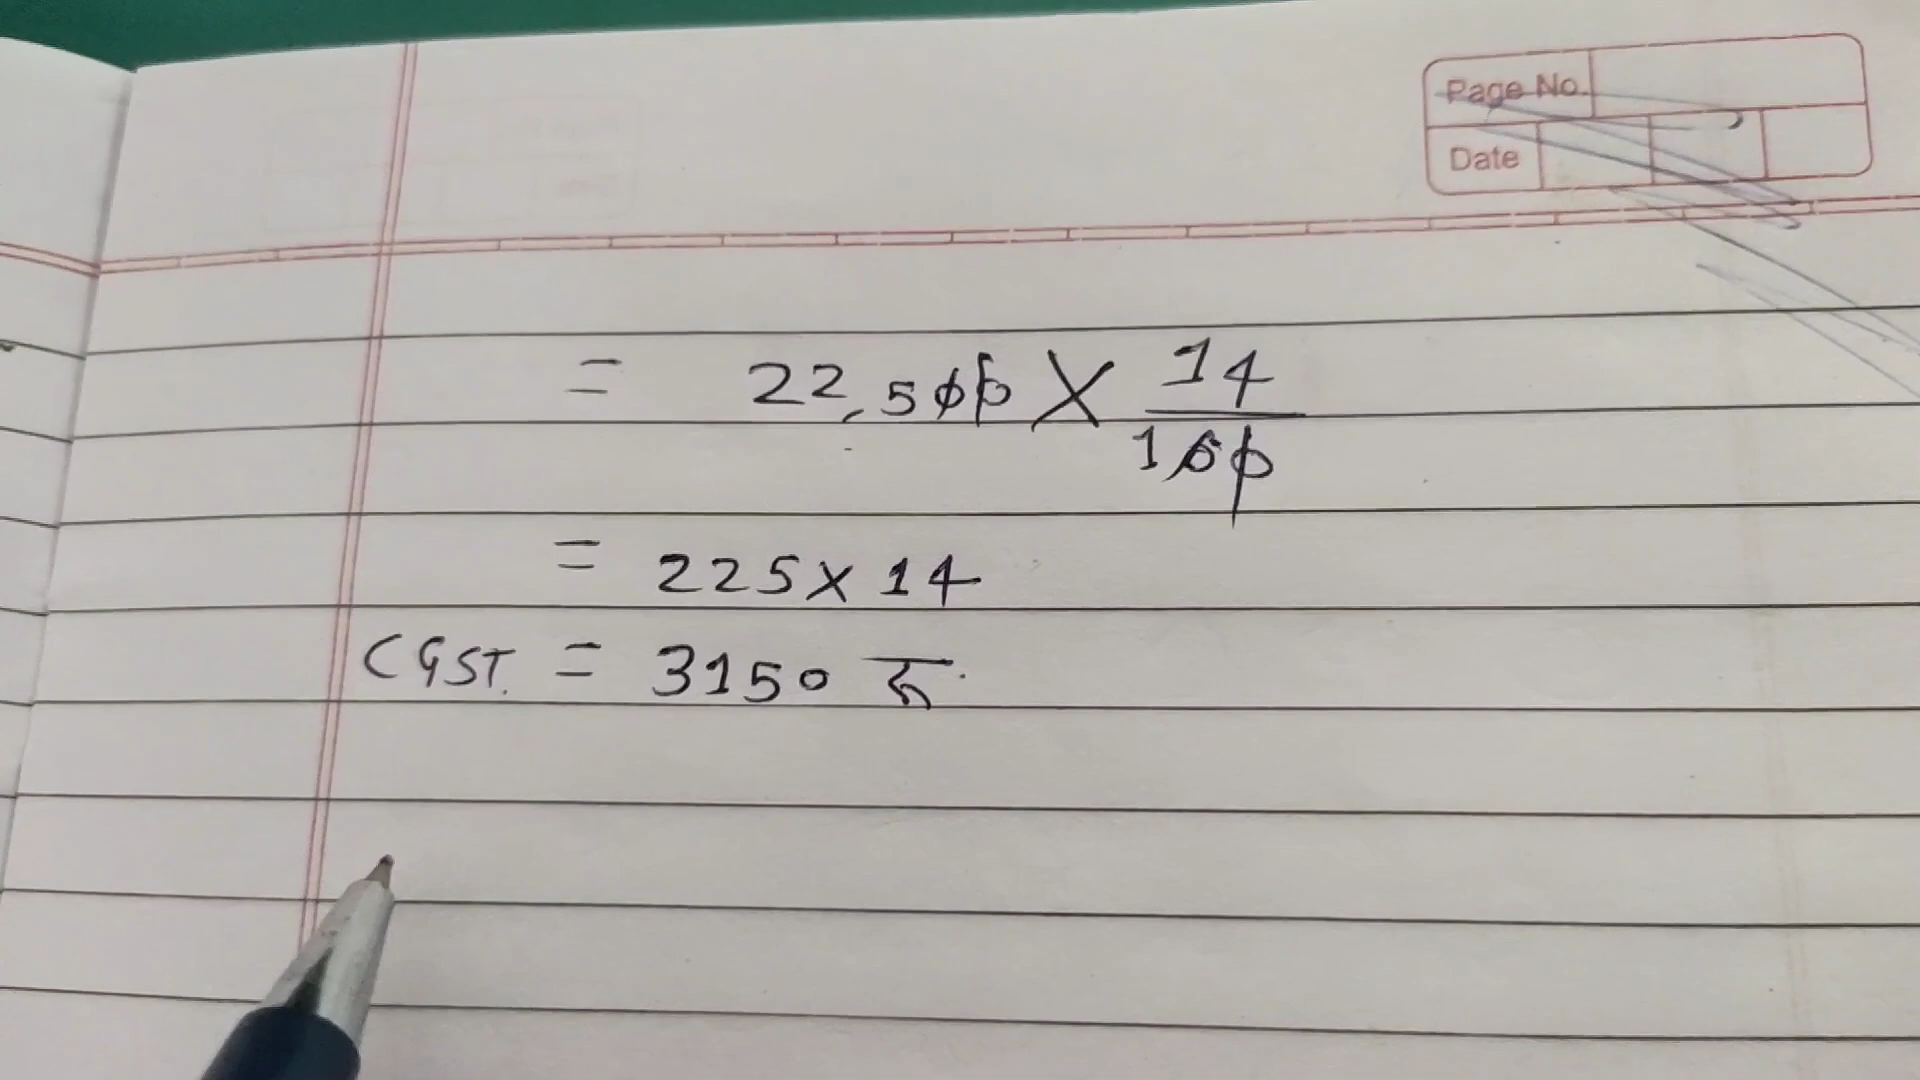 Page No.
Date
= 22,500 X 14/100
= 225 x 14
CGST. = 3150 रू.